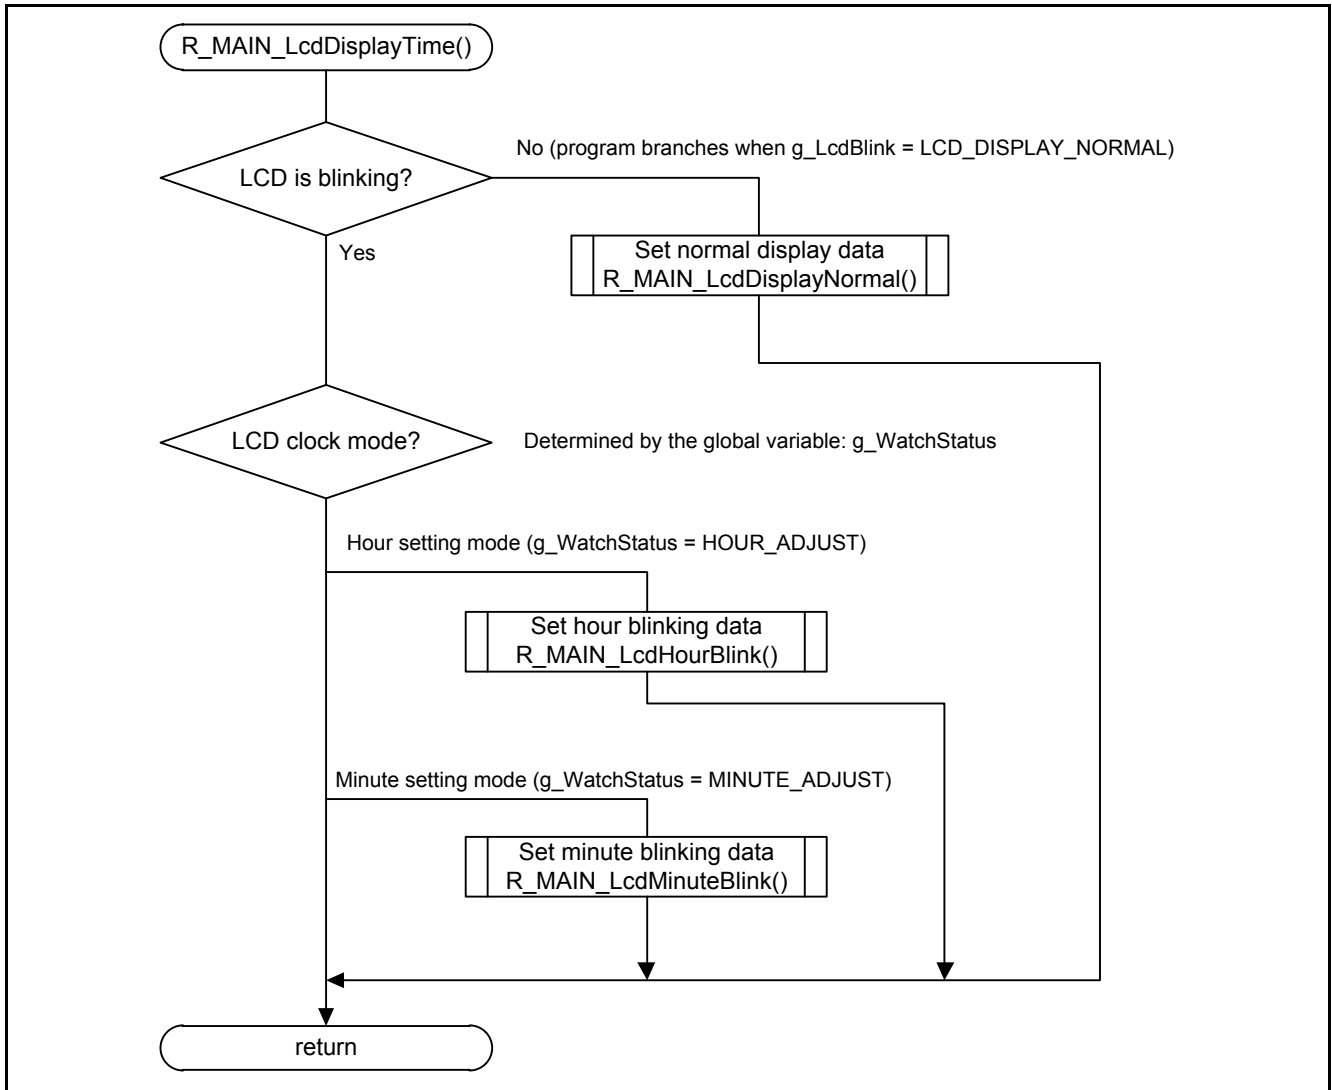 R_MAIN_LcdDisplayTime()
No (program branches when g_LcdBlink = LCD_DISPLAY_NORMAL)
LCD is blinking?
Yes
Set normal display data
R_MAIN_LcdDisplayNormal()
LCD clock mode?
Determined by the global variable: g_WatchStatus
Hour setting mode (g_WatchStatus = HOUR_ADJUST)
Set hour blinking data
R_MAIN_LcdHourBlink()
Minute setting mode (g_WatchStatus = MINUTE_ADJUST)
Set minute blinking data
R_MAIN_LcdMinuteBlink()
return